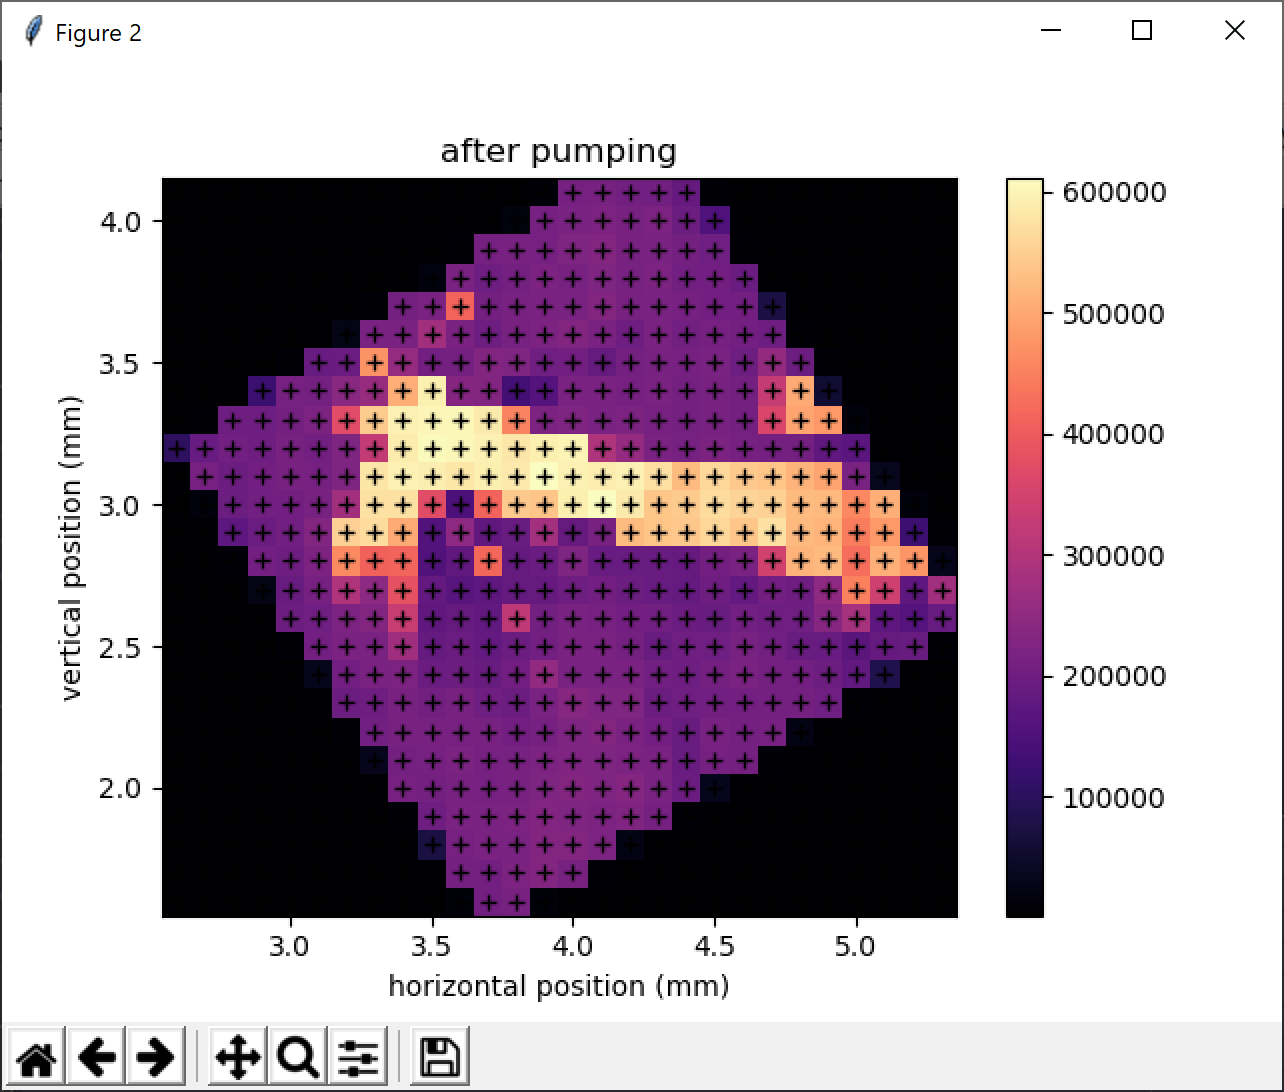 Figure 2
after pumping
4.0
3.5
3.0
2.5
2.0
vertical position (mm)
3.0 3.5 4.0 4.5 5.0
horizontal position (mm)
600000
500000
400000
300000
200000
100000